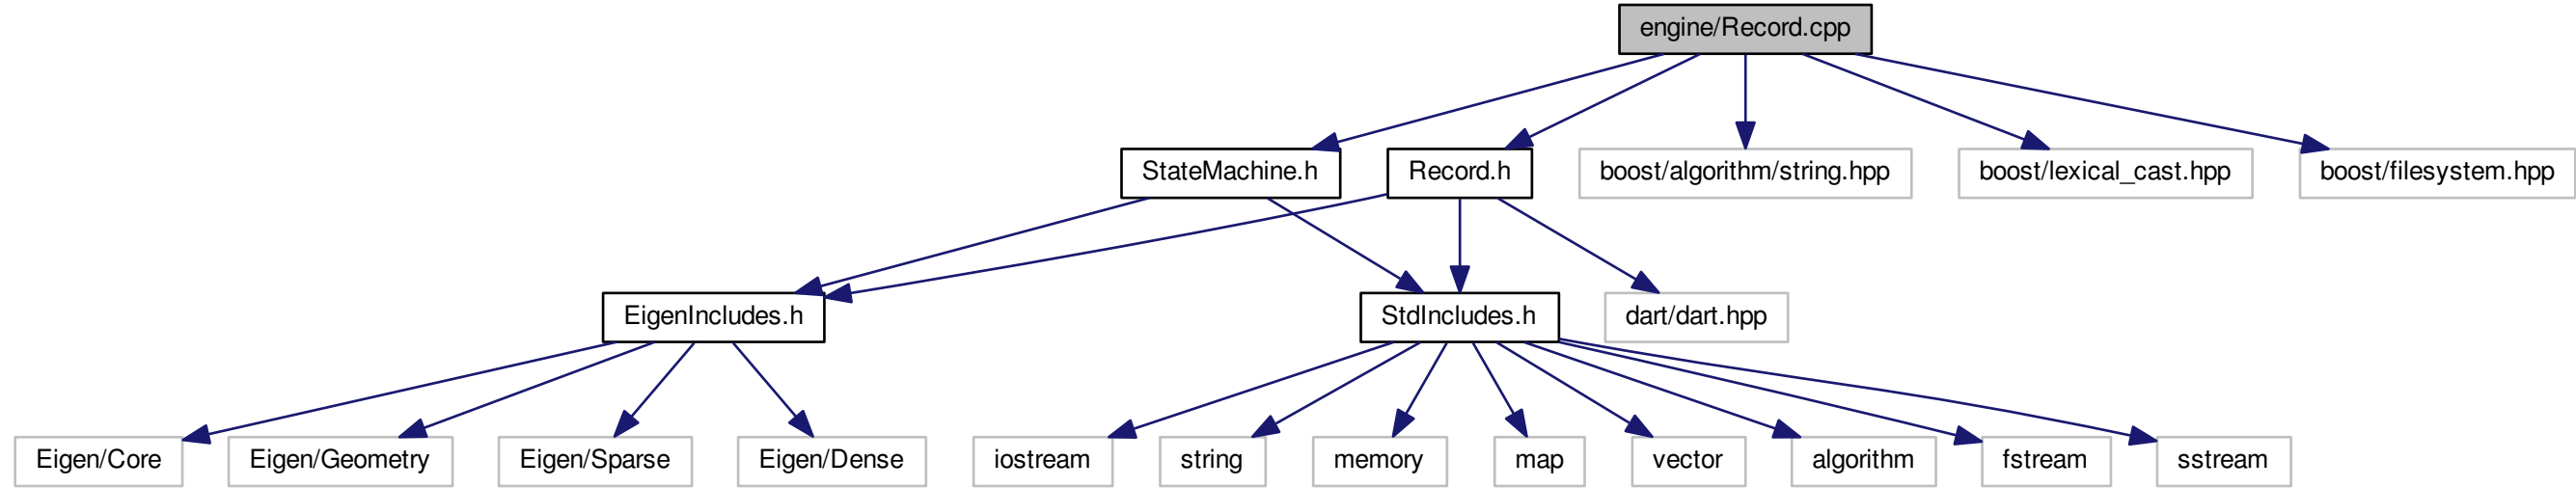 engine/Record.cpp
StateMachine.h
Record.h
boost/algorithm/string.hpp
boost/lexical_cast.hpp
boost/filesystem.hpp
EigenIncludes.h
StdIncludes.h
dart/dart.hpp
Eigen/Core
Eigen/Geometry
Eigen/Sparse
Eigen/Dense
iostream
string
memory
map
vector
algorithm
fstream
sstream